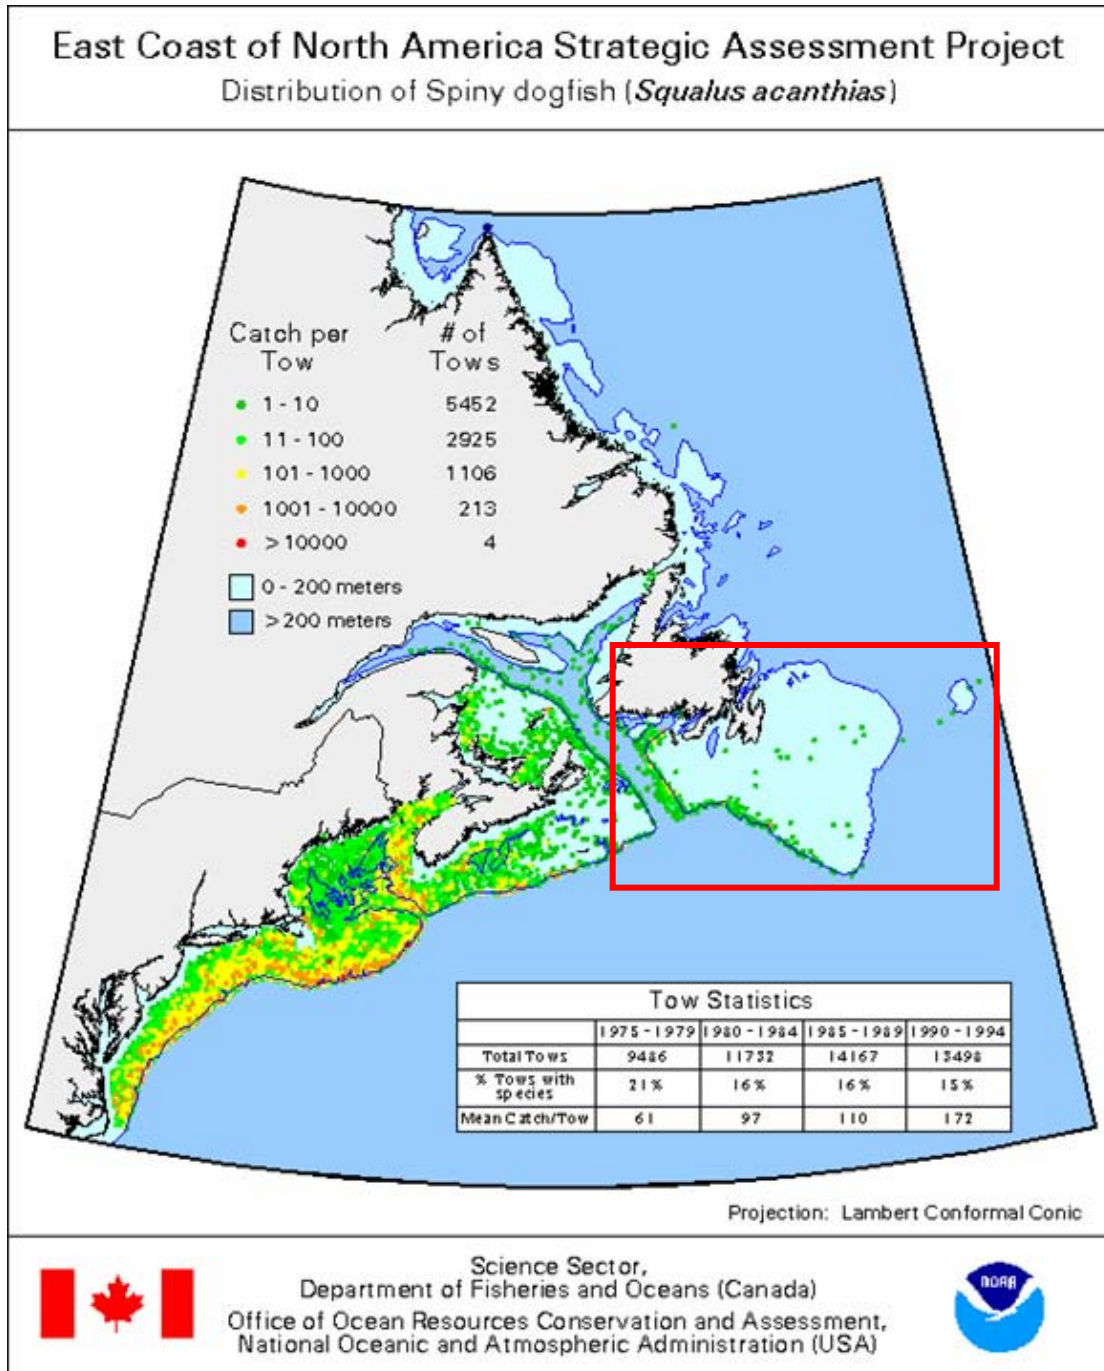 East Coast of North America Strategic Assessment Project
Distribution of Spiny dogfish (Squalus acanthias)
Catch per Tow # of Tows
1 - 10 5452
11 - 100 2925
101 - 1000 1106
1001 - 10000 213
> 10000 4
0 - 200 meters
> 200 meters
Tow Statistics
1975 - 1979 1980 - 1984 1985 - 1989 1990 - 1994
Total Tows 9486 11732 14167 13498
% Tows with species 21% 16% 16% 15%
Mean Catch/Tow 61 97 110 172
Projection: Lambert Conformal Conic
Science Sector,
Department of Fisheries and Oceans (Canada)
Office of Ocean Resources Conservation and Assessment,
National Oceanic and Atmospheric Administration (USA)
NOAA